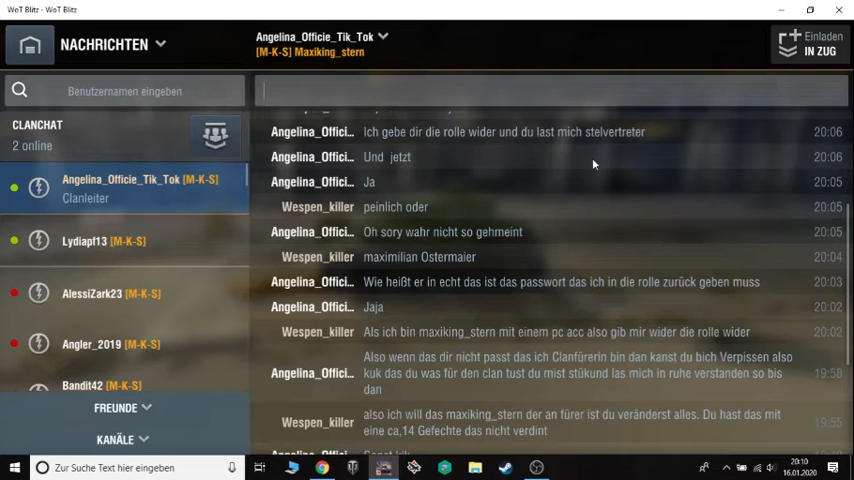 WoT Blitz - WoT Blitz
NACHRICHTEN
Angelina_Officie_Tik_Tok
[M-K-S] Maxiking_stern
Einladen
IN ZUG
Benutzernamen eingeben
CLANCHAT
2 online
Angelina_Officie_Tik_Tok [M-K-S]
Clanleiter
Lydiapf13 [M-K-S]
AlessiZark23 [M-K-S]
Angler_2019 [M-K-S]
Bandit42 [M-K-S]
FREUNDE
KANÄLE
Angelina_Offici... Ich gebe dir die rolle wider und du last mich stelvertreter 20:06
Angelina_Offici... Und jetzt 20:06
Angelina_Offici... Ja 20:05
Wespen_killer peinlich oder 20:05
Angelina_Offici... Oh sory wahr nicht so gehmeint 20:05
Wespen_killer maximilian Ostermaier 20:04
Angelina_Offici... Wie heißt er in echt das ist das passwort das ich in die rolle zurück geben muss 20:03
Angelina_Offici... Jaja 20:02
Wespen_killer Als ich bin maxiking_stern mit einem pc acc also gib mir wider die rolle wider 20:02
Also wenn das dir nicht passt das ich Clanfürerin bin dan kanst du bich Verpissen also
Angelina_Offici... kuk das du was für den clan tust du mist stükund las mich in ruhe verstanden so bis 19:58
dan
Wespen_killer also ich will das maxiking_stern der an fürer ist du veränderst alles. Du hast das mit 19:55
eine ca,14 Gefechte das nicht verdint
Zur Suche Text hier eingeben
20:10
16.01.2020